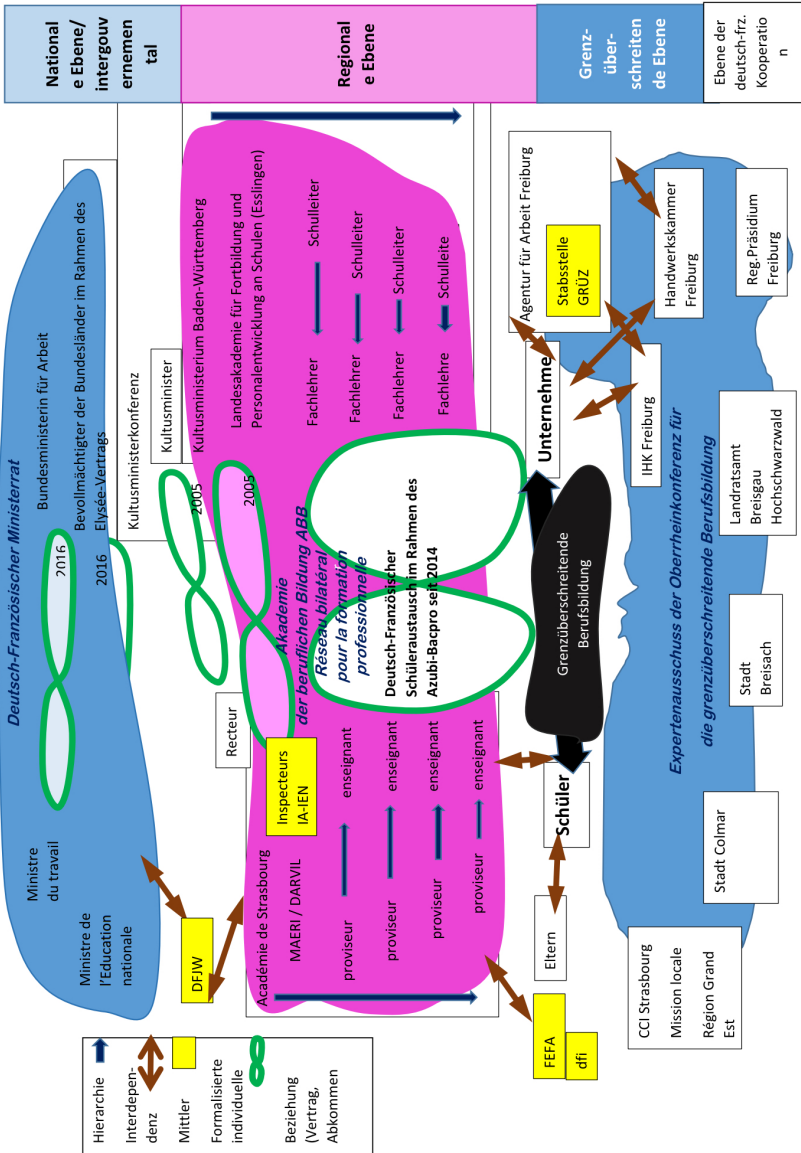 Deutsch-Französischer Ministerrat
National
e Ebene/
intergouv
ernemen
tal
Ministre
du travail
Ministre de
l'Education
nationale
2016
Bundesministerin für Arbeit
Bevollmächtigter der Bundesländer im Rahmen des
Elysée-Vertrags
2016
Kultusministerkonferenz
Hierarchie
Interdepen-
denz
Mittler
Formalisierte
individuelle
Beziehung
(Vertrag,
Abkommen
DFJW
Recteur
Kultusminister
2005
Regional
e Ebene
Académie de Strasbourg
MAERI / DARVIL
Inspecteurs
IA-IEN
2005
Kultusministerium Baden-Württemberg
Landesakademie für Fortbildung und
Personalentwicklung an Schulen (Esslingen)
Akademie
der beruflichen Bildung ABB
Réseau bilatéral
pour la formation
professionnelle
Deutsch-Französischer
Schüleraustausch im Rahmen des
Azubi-Bacpro seit 2014
proviseur
enseignant
Fachlehrer
Schulleiter
proviseur
enseignant
Fachlehrer
Schulleiter
proviseur
enseignant
Fachlehrer
Schulleiter
proviseur
enseignant
Fachlehre
Schulleite
FEFA
dfi
Eltern
Schüler
Grenzüberschreitende
Berufsbildung
Unternehme
Agentur für Arbeit Freiburg
Stabsstelle
GRÜZ
Grenz-
über-
schreiten
de Ebene
CCI Strasbourg
Mission locale
Région Grand
Est
Expertenausschuss der Oberrheinkonferenz für
die grenzüberschreitende Berufsbildung
IHK Freiburg
Handwerkskammer
Freiburg
Stadt Colmar
Stadt
Breisach
Landratsamt
Breisgau
Hochschwarzwald
Reg.Präsidium
Freiburg
Ebene der
deutsch-frz.
Kooperatio
n